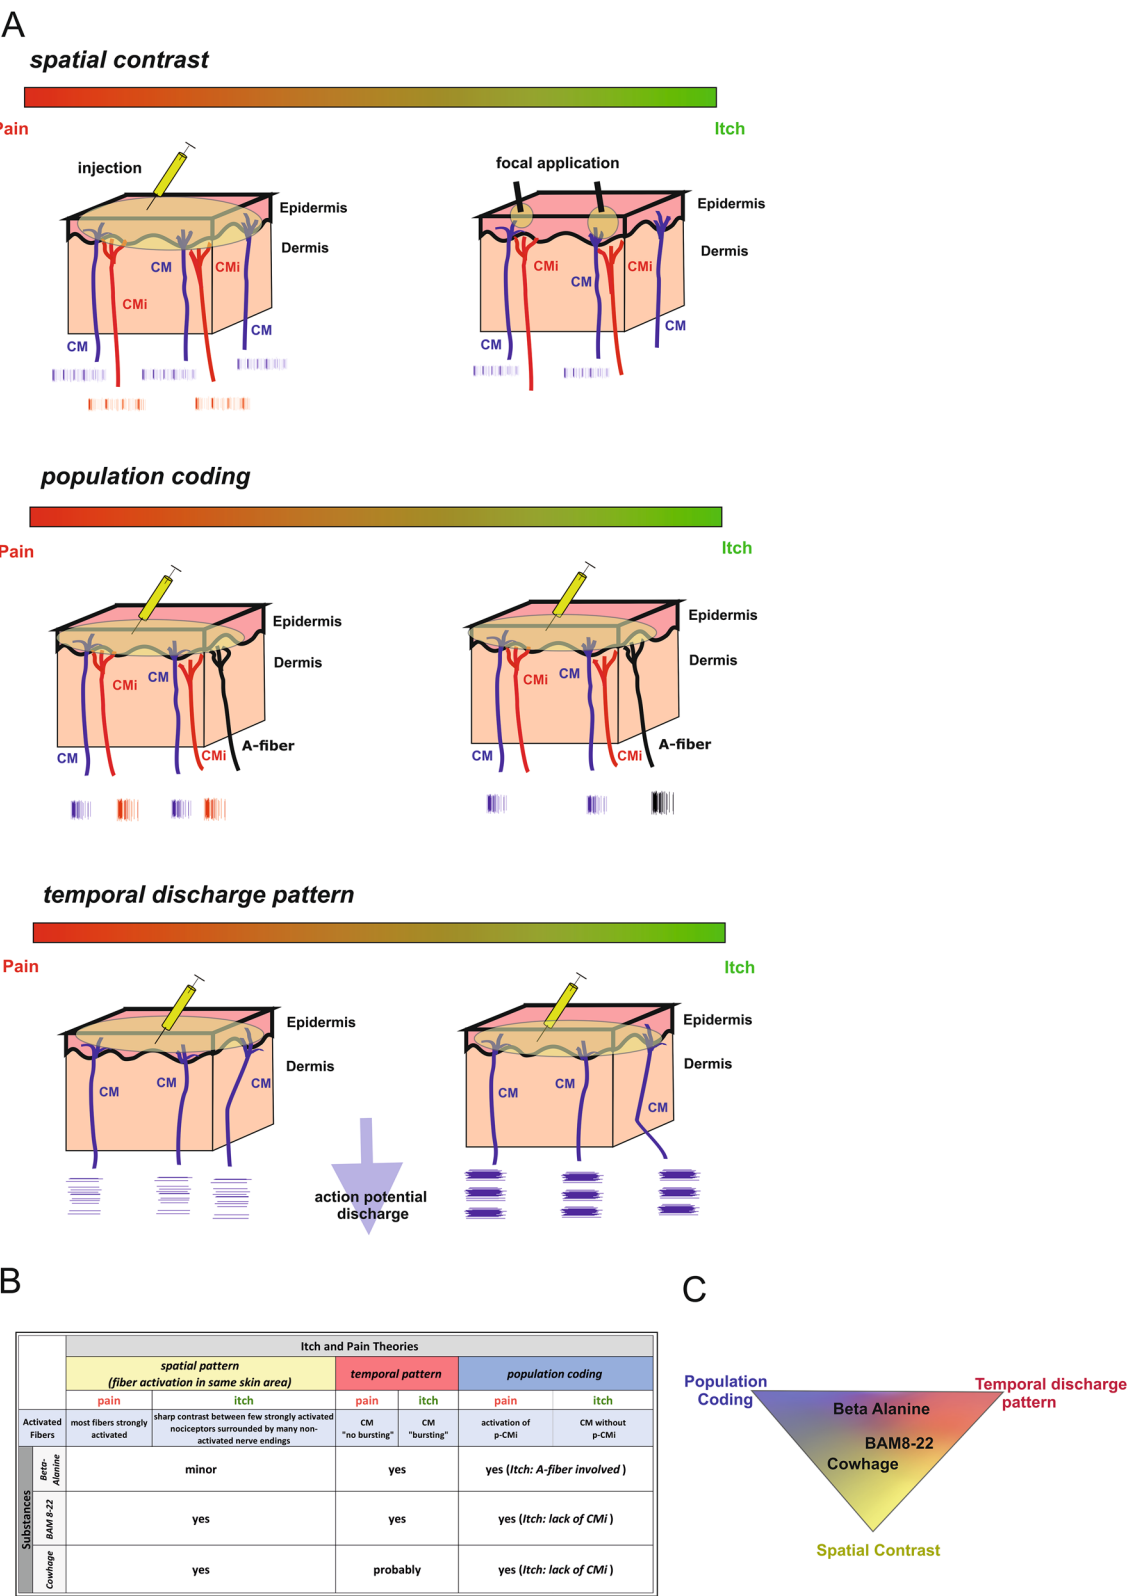 A
spatial contrast
Pain
Itch
injection
focal application
Epidermis
Dermis
CM
CMi
CMi
CM
CM
Epidermis
Dermis
CMi
CMi
CM
CM
CM
population coding
Pain
Itch
Epidermis
Dermis
CM
CMi
A-fiber
CM
CMi
Epidermis
Dermis
CMi
CM
A-fiber
CM
CMi
temporal discharge pattern
Pain
Itch
Epidermis
Dermis
CM
CM
CM
Epidermis
Dermis
CM
CM
CM
action potential
discharge
B
Itch and Pain Theories
spatial pattern
(fiber activation in same skin area)
temporal pattern
population coding
pain
itch
pain
itch
pain
itch
Activated
Fibers
most fibers strongly
activated
sharp contrast between few strongly activated
nociceptors surrounded by many non-
activated nerve endings
CM
"no bursting"
CM
"bursting"
activation of
p-CMi
CM without
p-CMi
Substances
Beta-
Alanine
minor
yes
yes (Itch: A-fiber involved )
BAM 8-22
yes
yes
yes (Itch: lack of CMi )
Cowhage
yes
probably
yes (Itch: lack of CMi )
C
Population
Coding
Temporal discharge
pattern
Beta Alanine
BAM8-22
Cowhage
Spatial Contrast